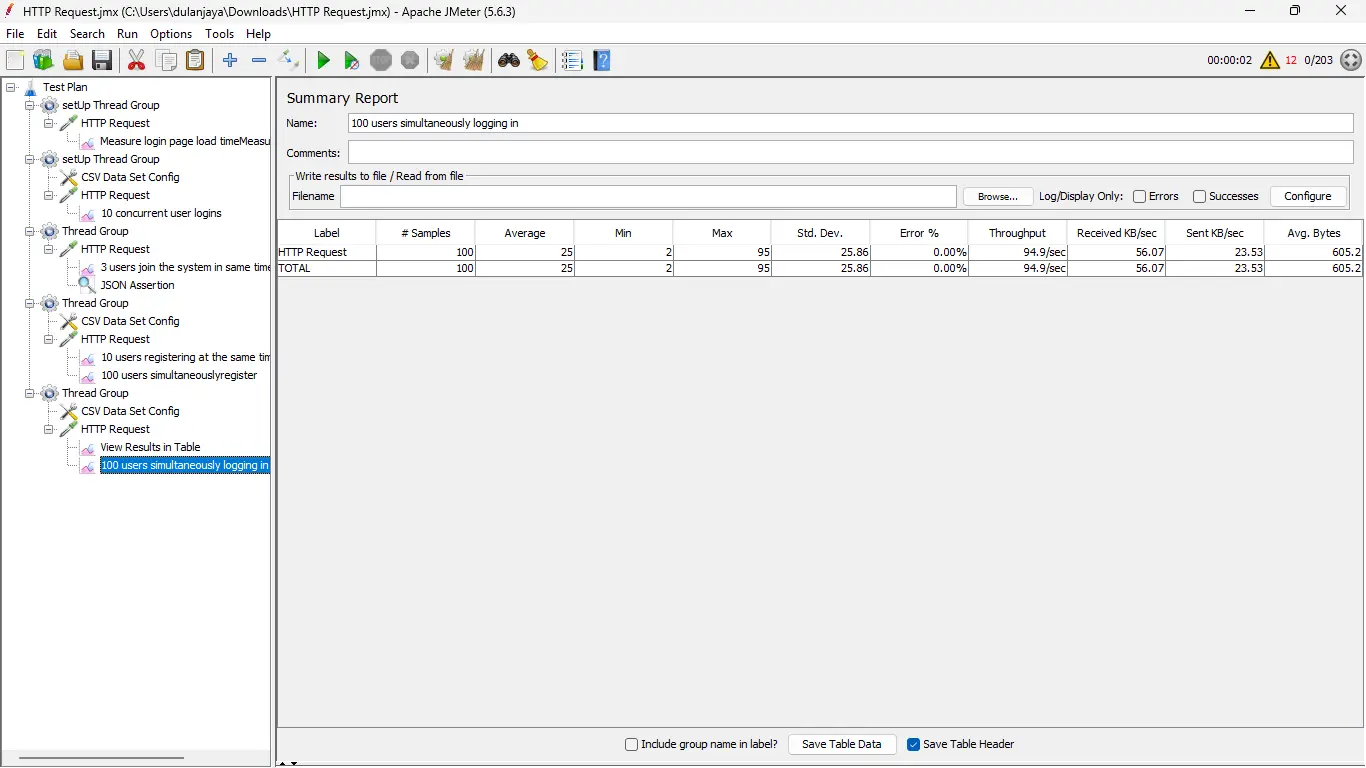 HTTP Request.jmx (C:\Users\dulanjaya\Downloads\HTTP Request.jmx) - Apache JMeter (5.6.3)
File Edit Search Run Options Tools Help
00:00:02 12 0/203
Test Plan
setUp Thread Group
HTTP Request
Measure login page load timeMeasu
setUp Thread Group
CSV Data Set Config
HTTP Request
10 concurrent user logins
Thread Group
HTTP Request
3 users join the system in same time
JSON Assertion
Thread Group
CSV Data Set Config
HTTP Request
10 users registering at the same tim
100 users simultaneouslyregister
Thread Group
CSV Data Set Config
HTTP Request
View Results in Table
100 users simultaneously logging in
Summary Report
Name: 100 users simultaneously logging in
Comments:
Write results to file / Read from file
Filename Browse... Log/Display Only: Errors Successes Configure
Label # Samples Average Min Max Std. Dev. Error % Throughput Received KB/sec Sent KB/sec Avg. Bytes
HTTP Request 100 25 2 95 25.86 0.00% 94.9/sec 56.07 23.53 605.2
TOTAL 100 25 2 95 25.86 0.00% 94.9/sec 56.07 23.53 605.2
Include group name in label? Save Table Data Save Table Header